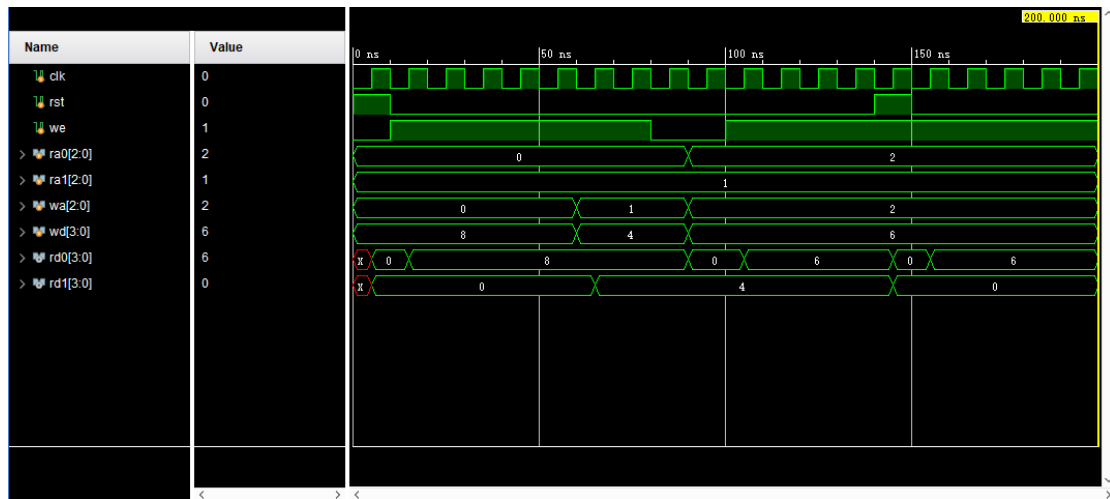 200.000 ns
Name Value
0 ns 50 ns 100 ns 150 ns
clk 0
rst 0
we 1
> ra0[2:0] 2 0 2
> ra1[2:0] 1 1
> wa[2:0] 2 0 1 2
> wd[3:0] 6 8 4 6
> rd0[3:0] 6 X 0 8 0 6 0 6
> rd1[3:0] 0 X 0 4 0